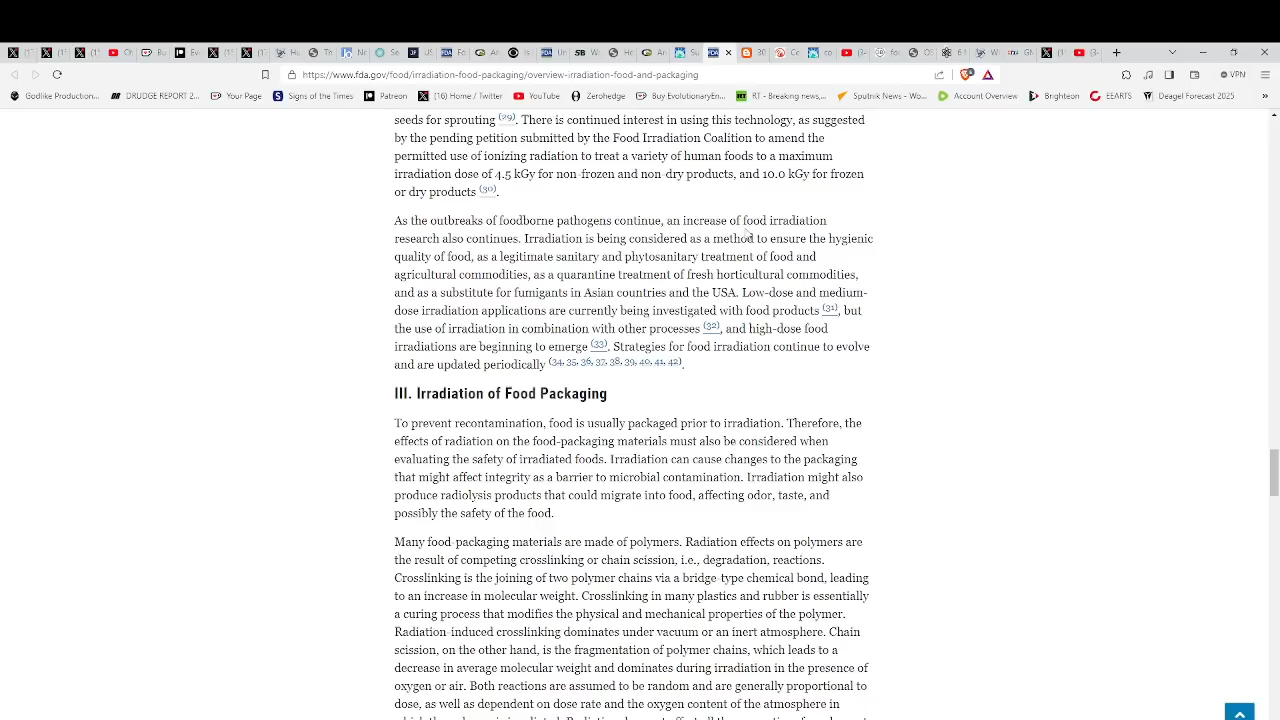 https://www.fda.gov/food/irradiation-food-packaging/overview-irradiation-food-and-packaging
VPN
Godlike Production...
DRUDGE REPORT 2...
Your Page
Signs of the Times
Patreon
(16) Home / Twitter
YouTube
Zerohedge
Buy EvolutionaryEn...
RT - Breaking news,...
Sputnik News - Wo...
Account Overview
Brighteon
EEARTS
Deagel Forecast 2025
seeds for sprouting (29). There is continued interest in using this technology, as suggested
by the pending petition submitted by the Food Irradiation Coalition to amend the
permitted use of ionizing radiation to treat a variety of human foods to a maximum
irradiation dose of 4.5 kGy for non-frozen and non-dry products, and 10.0 kGy for frozen
or dry products (30).
As the outbreaks of foodborne pathogens continue, an increase of food irradiation
research also continues. Irradiation is being considered as a method to ensure the hygienic
quality of food, as a legitimate sanitary and phytosanitary treatment of food and
agricultural commodities, as a quarantine treatment of fresh horticultural commodities,
and as a substitute for fumigants in Asian countries and the USA. Low-dose and medium-
dose irradiation applications are currently being investigated with food products (31), but
the use of irradiation in combination with other processes (32), and high-dose food
irradiations are beginning to emerge (33). Strategies for food irradiation continue to evolve
and are updated periodically (34, 35, 36, 37, 38, 39, 40, 41, 42).
III. Irradiation of Food Packaging
To prevent recontamination, food is usually packaged prior to irradiation. Therefore, the
effects of radiation on the food-packaging materials must also be considered when
evaluating the safety of irradiated foods. Irradiation can cause changes to the packaging
that might affect integrity as a barrier to microbial contamination. Irradiation might also
produce radiolysis products that could migrate into food, affecting odor, taste, and
possibly the safety of the food.
Many food-packaging materials are made of polymers. Radiation effects on polymers are
the result of competing crosslinking or chain scission, i.e., degradation, reactions.
Crosslinking is the joining of two polymer chains via a bridge-type chemical bond, leading
to an increase in molecular weight. Crosslinking in many plastics and rubber is essentially
a curing process that modifies the physical and mechanical properties of the polymer.
Radiation-induced crosslinking dominates under vacuum or an inert atmosphere. Chain
scission, on the other hand, is the fragmentation of polymer chains, which leads to a
decrease in average molecular weight and dominates during irradiation in the presence of
oxygen or air. Both reactions are assumed to be random and are generally proportional to
dose, as well as dependent on dose rate and the oxygen content of the atmosphere in